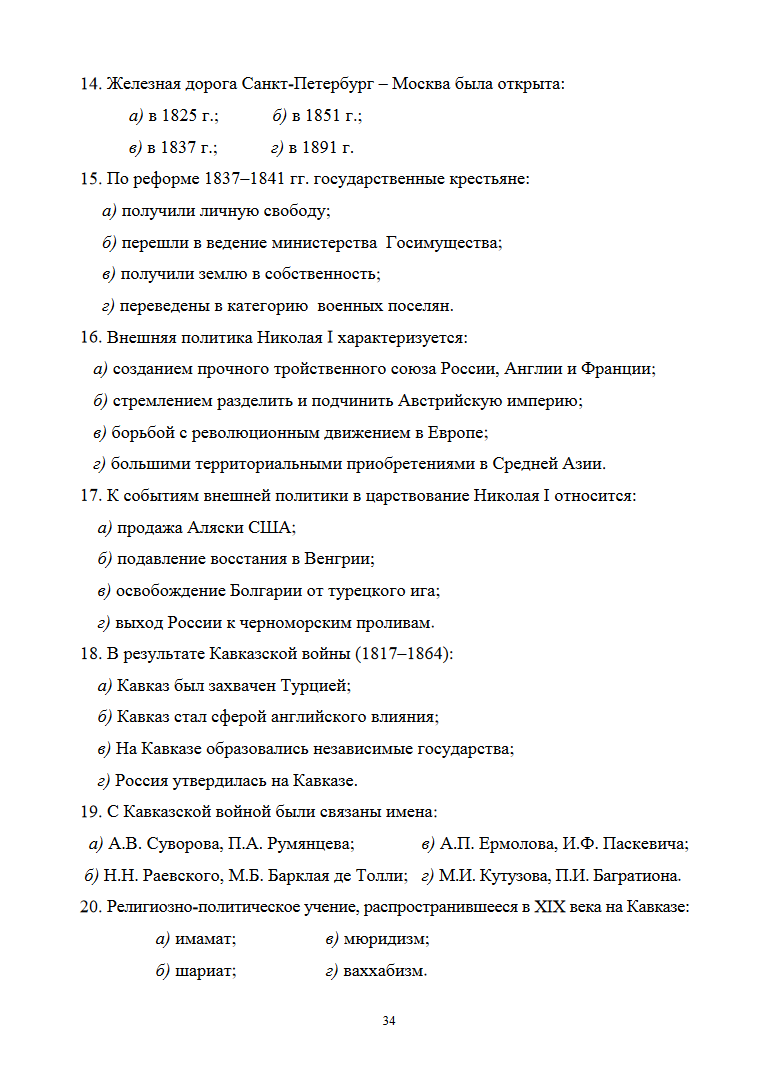 14. Железная дорога Санкт-Петербург – Москва была открыта:
а) в 1825 г.; б) в 1851 г.;
в) в 1837 г.; г) в 1891 г.
15. По реформе 1837–1841 гг. государственные крестьяне:
а) получили личную свободу;
б) перешли в ведение министерства Госимущества;
в) получили землю в собственность;
г) переведены в категорию военных поселян.
16. Внешняя политика Николая I характеризуется:
а) созданием прочного тройственного союза России, Англии и Франции;
б) стремлением разделить и подчинить Австрийскую империю;
в) борьбой с революционным движением в Европе;
г) большими территориальными приобретениями в Средней Азии.
17. К событиям внешней политики в царствование Николая I относится:
а) продажа Аляски США;
б) подавление восстания в Венгрии;
в) освобождение Болгарии от турецкого ига;
г) выход России к черноморским проливам.
18. В результате Кавказской войны (1817–1864):
а) Кавказ был захвачен Турцией;
б) Кавказ стал сферой английского влияния;
в) На Кавказе образовались независимые государства;
г) Россия утвердилась на Кавказе.
19. С Кавказской войной были связаны имена:
а) А.В. Суворова, П.А. Румянцева; в) А.П. Ермолова, И.Ф. Паскевича;
б) Н.Н. Раевского, М.Б. Барклая де Толли; г) М.И. Кутузова, П.И. Багратиона.
20. Религиозно-политическое учение, распространившееся в XIX века на Кавказе:
а) имамат; в) мюридизм;
б) шариат; г) ваххабизм.
34